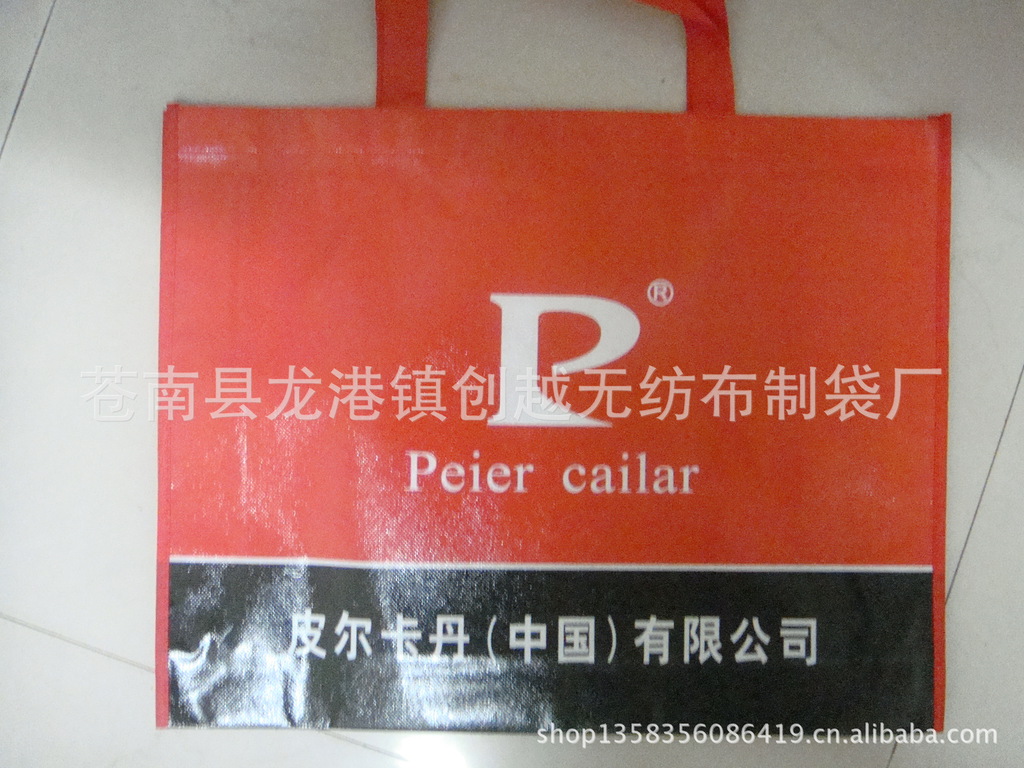 P®
苍南县龙港镇创越无纺布制袋厂
Peier cailar
皮尔卡丹(中国)有限公司
shop1358356086419.cn.alibaba.com